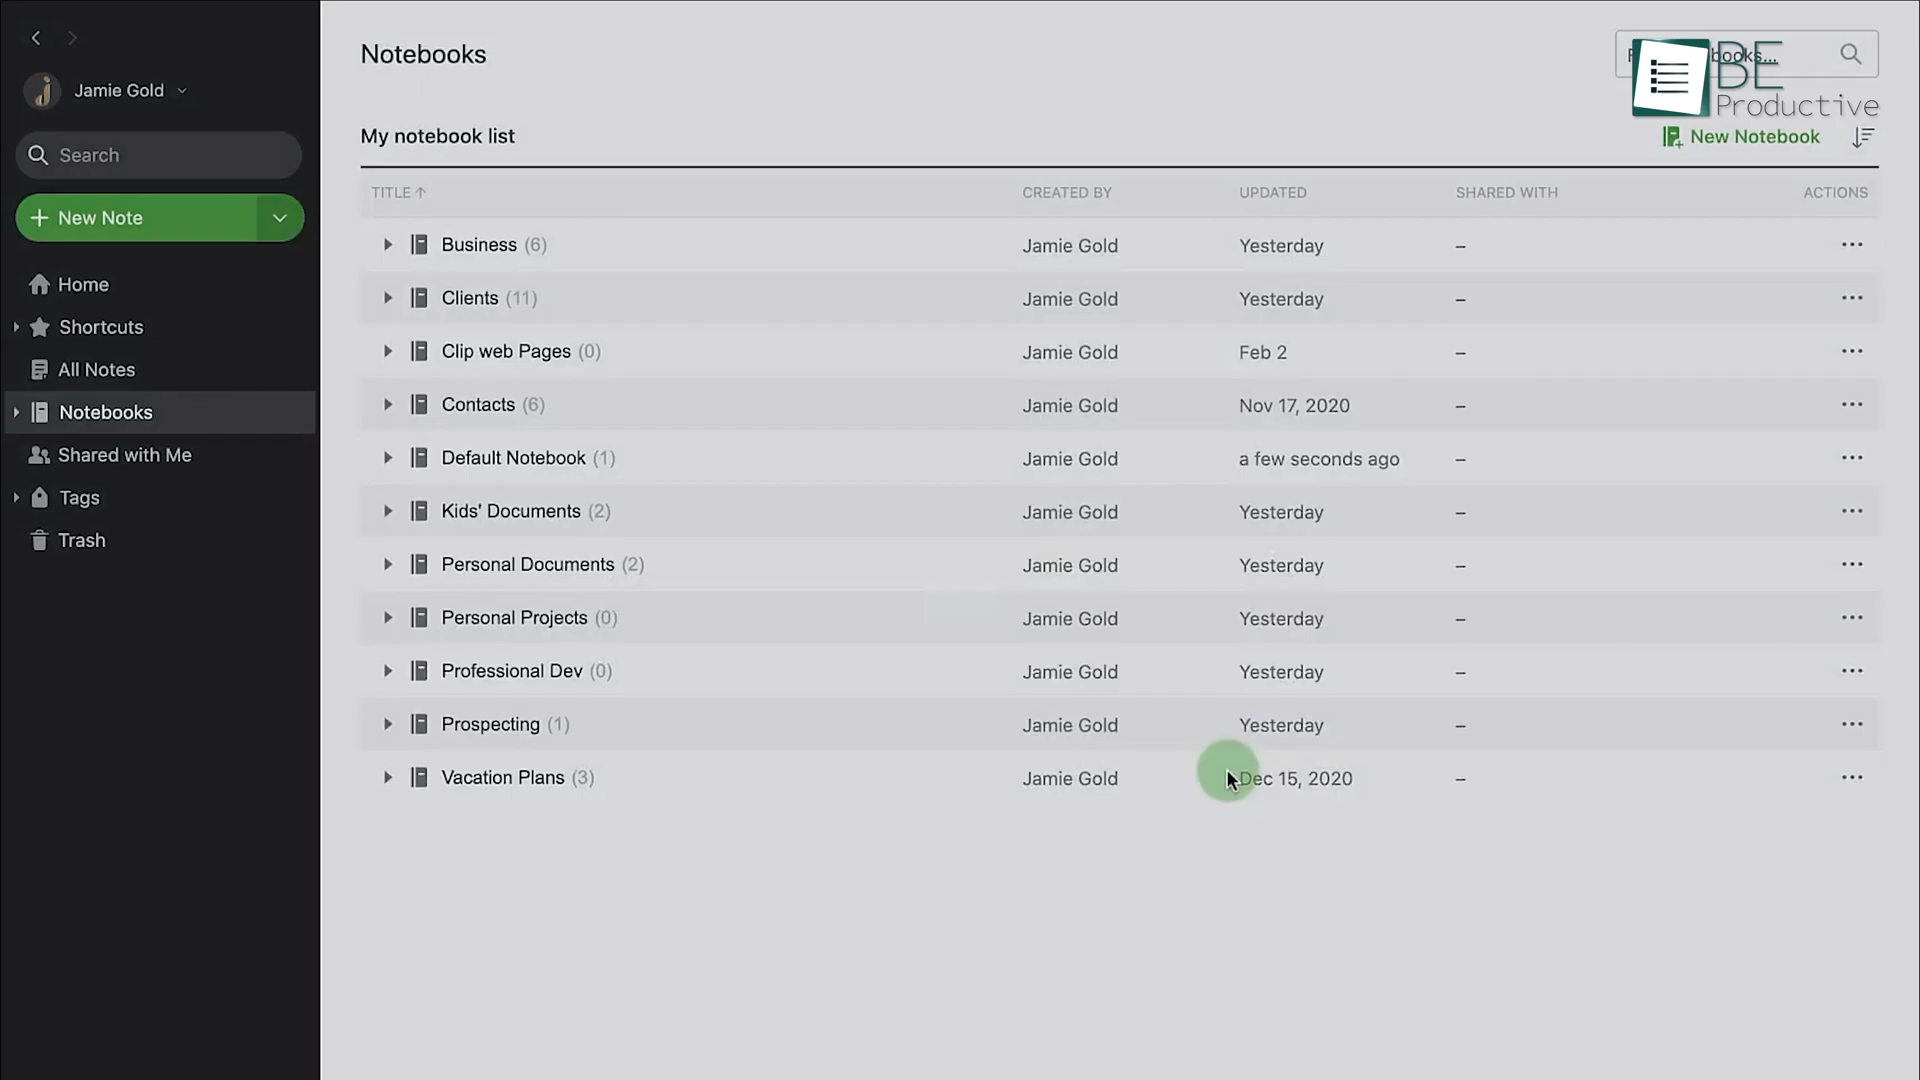 Jamie Gold
Search
New Note
Home
Shortcuts
All Notes
Notebooks
Shared with Me
Tags
Trash
Notebooks
BE
Productive
My notebook list
New Notebook
TITLE ↑ CREATED BY UPDATED SHARED WITH ACTIONS
Business (6) Jamie Gold Yesterday –
Clients (11) Jamie Gold Yesterday –
Clip web Pages (0) Jamie Gold Feb 2 –
Contacts (6) Jamie Gold Nov 17, 2020 –
Default Notebook (1) Jamie Gold a few seconds ago –
Kids' Documents (2) Jamie Gold Yesterday –
Personal Documents (2) Jamie Gold Yesterday –
Personal Projects (0) Jamie Gold Yesterday –
Professional Dev (0) Jamie Gold Yesterday –
Prospecting (1) Jamie Gold Yesterday –
Vacation Plans (3) Jamie Gold Dec 15, 2020 –